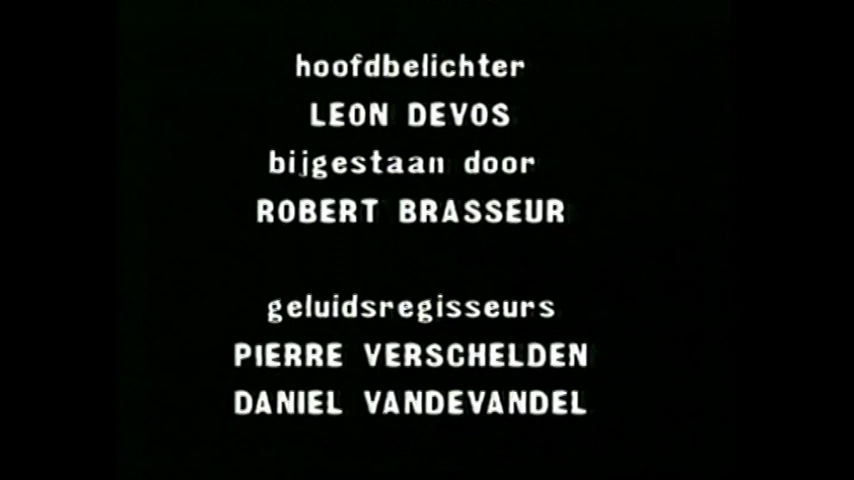 hoofdbelichter
LEON DEVOS
bijgestaan door
ROBERT BRASSEUR
geluidsregisseurs
PIERRE VERSCHELDEN
DANIEL VANDEVANDEL